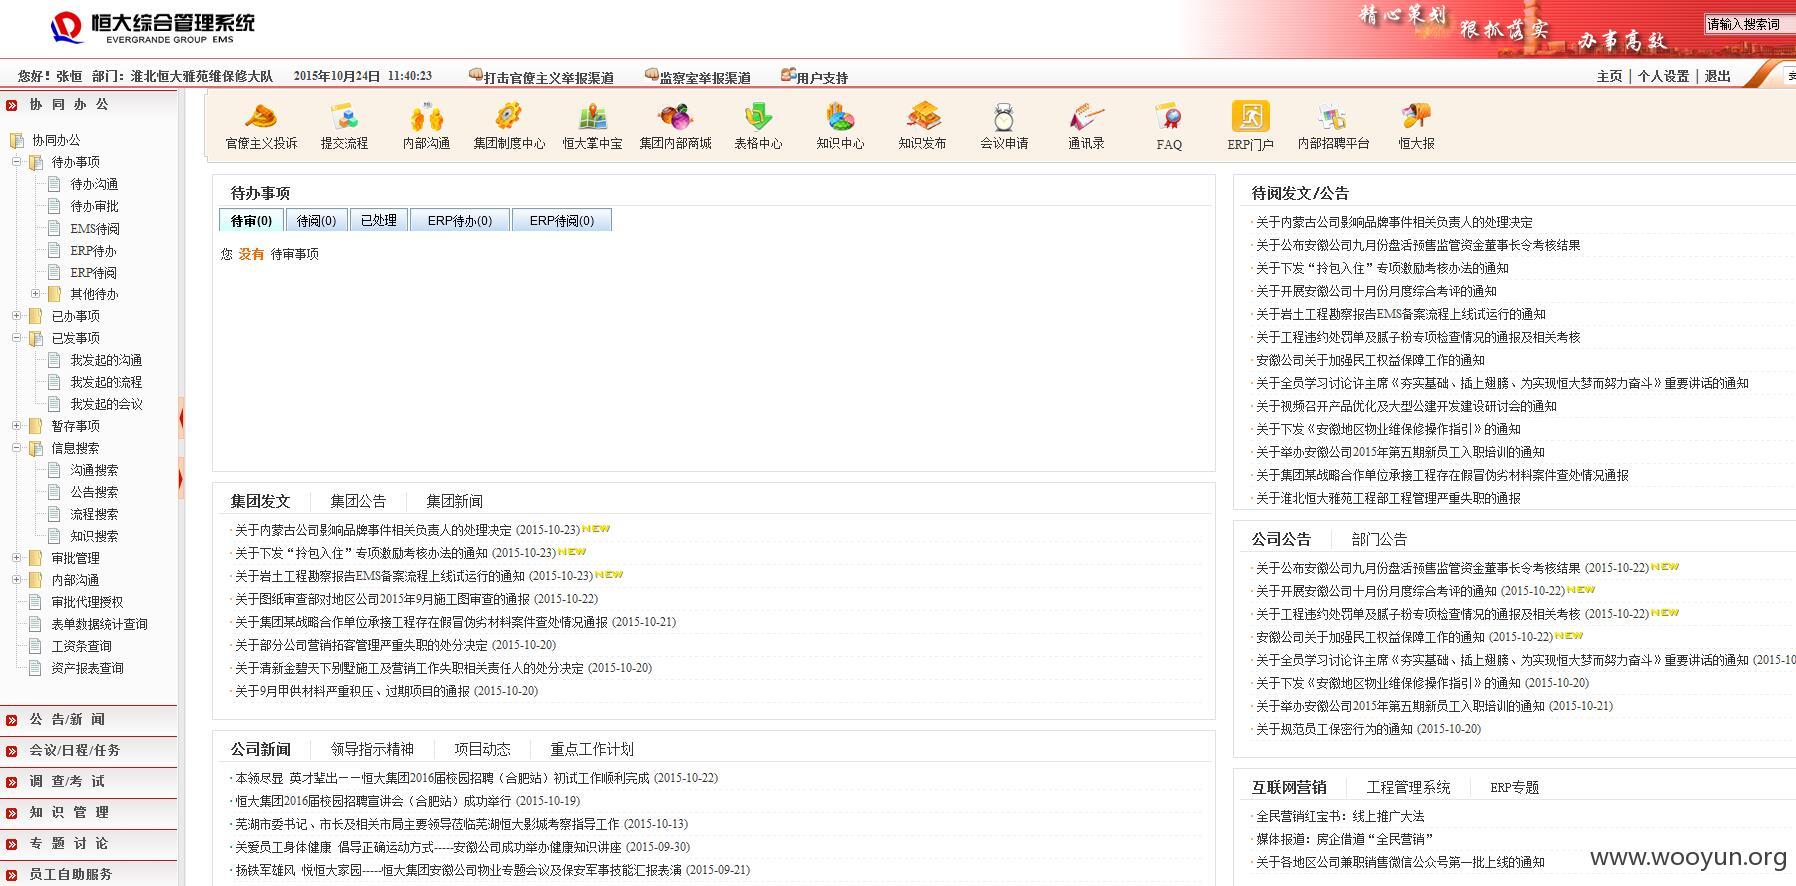 恒大综合管理系统
EVERGRANDE GROUP EMS
精心策划
狠抓落实
办事高效
请输入搜索词
您好！张恒 部门：淮北恒大雅苑维保修大队 2015年10月24日 11:40:23 打击官僚主义举报渠道 监察室举报渠道 用户支持
主页 | 个人设置 | 退出
官僚主义投诉 提交流程 内部沟通 集团制度中心 恒大掌中宝 集团内部商城 表格中心 知识中心 知识发布 会议申请 通讯录 FAQ ERP门户 内部招聘平台 恒大报
协 同 办 公
协同办公
待办事项
待办沟通
待办审批
EMS待阅
ERP待办
ERP待阅
其他待办
已办事项
已发事项
我发起的沟通
我发起的流程
我发起的会议
暂存事项
信息搜索
沟通搜索
公告搜索
流程搜索
知识搜索
审批管理
内部沟通
审批代理授权
表单数据统计查询
工资条查询
资产报表查询
公 告/新 闻
会议/日程/任务
调 查/考 试
知 识 管 理
专 题 讨 论
员工自助服务
待办事项
待审(0) 待阅(0) 已处理 ERP待办(0) ERP待阅(0)
您 没有 待审事项
集团发文 集团公告 集团新闻
·关于内蒙古公司影响品牌事件相关负责人的处理决定 (2015-10-23)NEW
·关于下发“拎包入住”专项激励考核办法的通知 (2015-10-23)NEW
·关于岩土工程勘察报告EMS备案流程上线试运行的通知 (2015-10-23)NEW
·关于图纸审查部对地区公司2015年9月施工图审查的通报 (2015-10-22)
·关于集团某战略合作单位承接工程存在假冒伪劣材料案件查处情况通报 (2015-10-21)
·关于部分公司营销拓客管理严重失职的处分决定 (2015-10-20)
·关于清新金碧天下别墅施工及营销工作失职相关责任人的处分决定 (2015-10-20)
·关于9月甲供材料严重积压、过期项目的通报 (2015-10-20)
公司新闻 领导指示精神 项目动态 重点工作计划
·本领尽显 英才辈出——恒大集团2016届校园招聘（合肥站）初试工作顺利完成 (2015-10-22)
·恒大集团2016届校园招聘宣讲会（合肥站）成功举行 (2015-10-19)
·芜湖市委书记、市长及相关市局主要领导莅临芜湖恒大影城考察指导工作 (2015-10-13)
·关爱员工身体健康 倡导正确运动方式-----安徽公司成功举办健康知识讲座 (2015-09-30)
·扬铁军雄风 悦恒大家园-----恒大集团安徽公司物业专题会议及保安军事技能汇报表演 (2015-09-21)
待阅发文/公告
·关于内蒙古公司影响品牌事件相关负责人的处理决定
·关于公布安徽公司九月份盘活预售监管资金董事长令考核结果
·关于下发“拎包入住”专项激励考核办法的通知
·关于开展安徽公司十月份月度综合考评的通知
·关于岩土工程勘察报告EMS备案流程上线试运行的通知
·关于工程违约处罚单及腻子粉专项检查情况的通报及相关考核
·安徽公司关于加强民工权益保障工作的通知
·关于全员学习讨论许主席《夯实基础、插上翅膀、为实现恒大梦而努力奋斗》重要讲话的通知
·关于视频召开产品优化及大型公建开发建设研讨会的通知
·关于下发《安徽地区物业维保修操作指引》的通知
·关于举办安徽公司2015年第五期新员工入职培训的通知
·关于集团某战略合作单位承接工程存在假冒伪劣材料案件查处情况通报
·关于淮北恒大雅苑工程部工程管理严重失职的通报
公司公告 部门公告
·关于公布安徽公司九月份盘活预售监管资金董事长令考核结果 (2015-10-22)NEW
·关于开展安徽公司十月份月度综合考评的通知 (2015-10-22)NEW
·关于工程违约处罚单及腻子粉专项检查情况的通报及相关考核 (2015-10-22)NEW
·安徽公司关于加强民工权益保障工作的通知 (2015-10-22)NEW
·关于全员学习讨论许主席《夯实基础、插上翅膀、为实现恒大梦而努力奋斗》重要讲话的通知 (2015-10
·关于下发《安徽地区物业维保修操作指引》的通知 (2015-10-20)
·关于举办安徽公司2015年第五期新员工入职培训的通知 (2015-10-21)
·关于规范员工保密行为的通知 (2015-10-20)
互联网营销 工程管理系统 ERP专题
·全民营销红宝书：线上推广大法
·媒体报道：房企借道“全民营销”
·关于各地区公司兼职销售微信公众号第一批上线的通知
www.wooyun.org